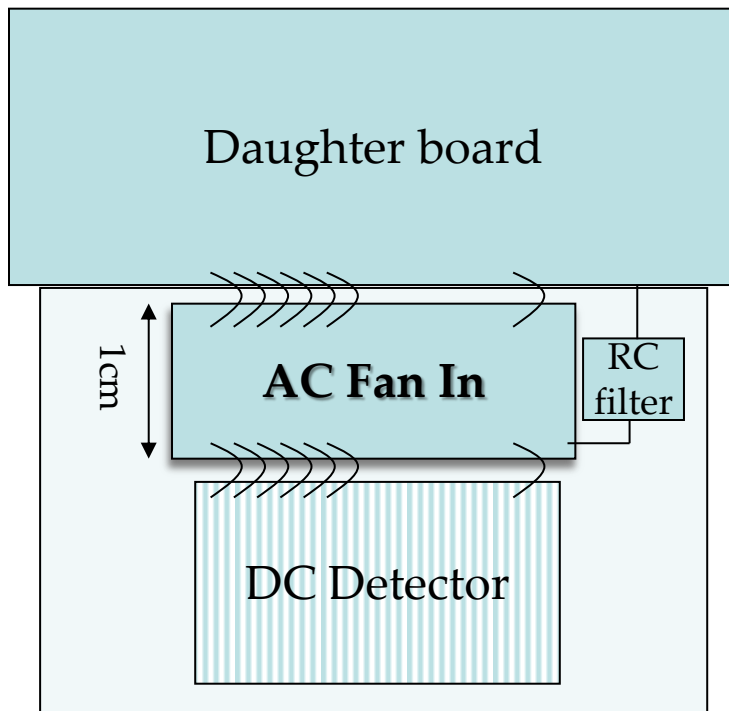 Daughter board
1cm
AC Fan In
RC
filter
DC Detector